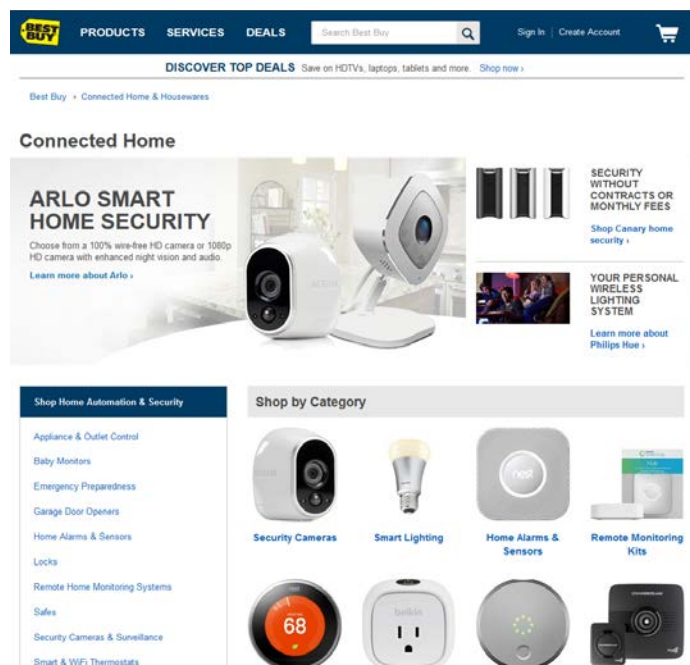 BEST BUY
PRODUCTS SERVICES DEALS Search Best Buy Sign In | Create Account
DISCOVER TOP DEALS Save on HDTVs, laptops, tablets and more. Shop now ›
Best Buy › Connected Home & Housewares
Connected Home
ARLO SMART
HOME SECURITY
Choose from a 100% wire-free HD camera or 1080p
HD camera with enhanced night vision and audio.
Learn more about Arlo ›
SECURITY
WITHOUT
CONTRACTS OR
MONTHLY FEES
Shop Canary home
security ›
YOUR PERSONAL
WIRELESS
LIGHTING
SYSTEM
Learn more about
Philips Hue ›
Shop Home Automation & Security
Appliance & Outlet Control
Baby Monitors
Emergency Preparedness
Garage Door Openers
Home Alarms & Sensors
Locks
Remote Home Monitoring Systems
Safes
Security Cameras & Surveillance
Smart & WiFi Thermostats
Shop by Category
nest
Security Cameras
Smart Lighting
Home Alarms &
Sensors
Remote Monitoring
Kits
68
belkin